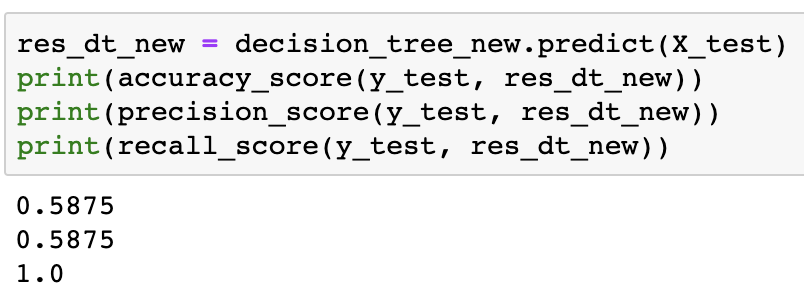 res_dt_new = decision_tree_new.predict(X_test)
print(accuracy_score(y_test, res_dt_new))
print(precision_score(y_test, res_dt_new))
print(recall_score(y_test, res_dt_new))
0.5875
0.5875
1.0